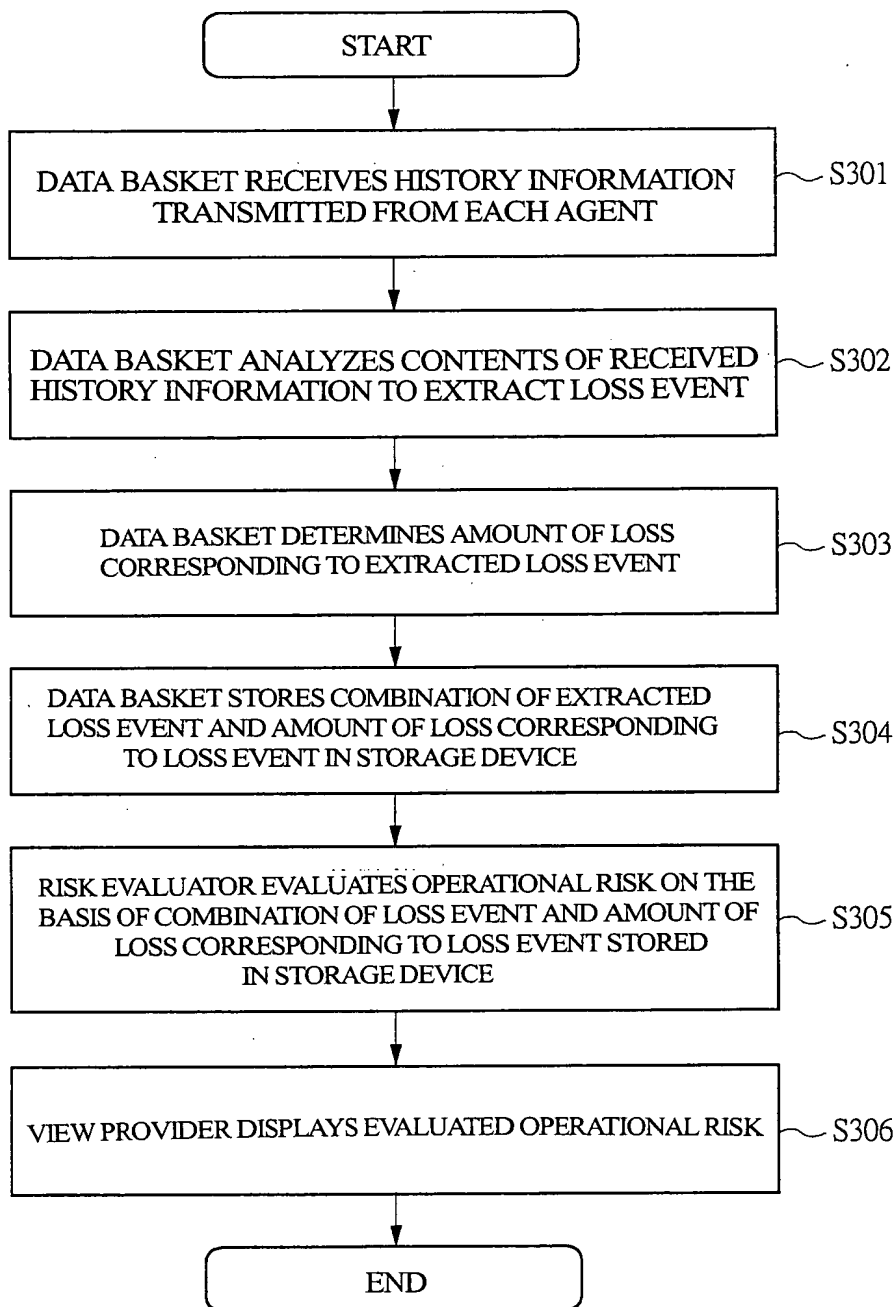 START
DATA BASKET RECEIVES HISTORY INFORMATION
TRANSMITTED FROM EACH AGENT
S301
DATA BASKET ANALYZES CONTENTS OF RECEIVED
HISTORY INFORMATION TO EXTRACT LOSS EVENT
S302
DATA BASKET DETERMINES AMOUNT OF LOSS
CORRESPONDING TO EXTRACTED LOSS EVENT
S303
DATA BASKET STORES COMBINATION OF EXTRACTED
LOSS EVENT AND AMOUNT OF LOSS CORRESPONDING
TO LOSS EVENT IN STORAGE DEVICE
S304
RISK EVALUATOR EVALUATES OPERATIONAL RISK ON THE
BASIS OF COMBINATION OF LOSS EVENT AND AMOUNT OF
LOSS CORRESPONDING TO LOSS EVENT STORED
IN STORAGE DEVICE
S305
VIEW PROVIDER DISPLAYS EVALUATED OPERATIONAL RISK
S306
END